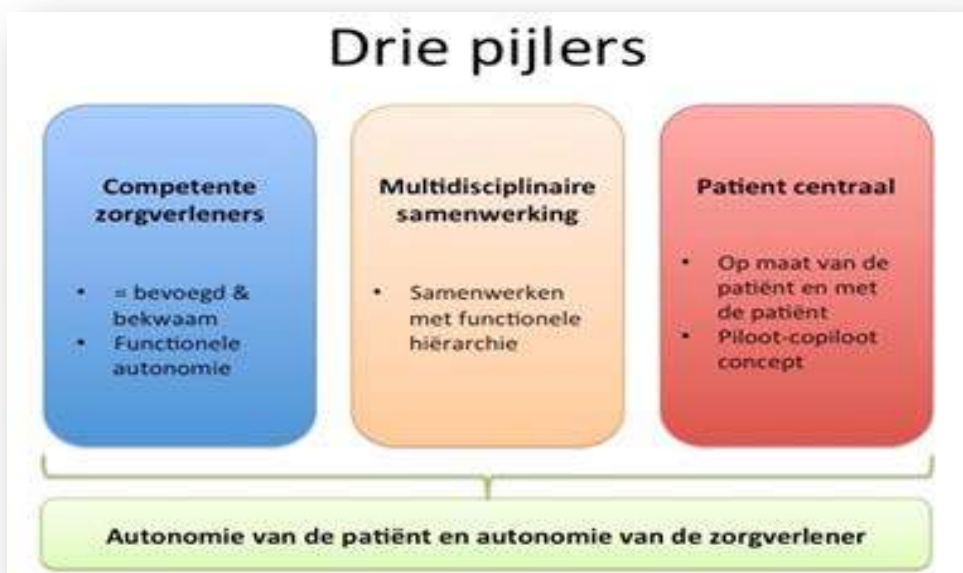 Drie pijlers
Competente
zorgverleners
• = bevoegd &
bekwaam
• Functionele
autonomie
Multidisciplinaire
samenwerking
• Samenwerken
met functionele
hiërarchie
Patient centraal
• Op maat van de
patiënt en met
de patiënt
• Piloot-copiloot
concept
Autonomie van de patiënt en autonomie van de zorgverlener